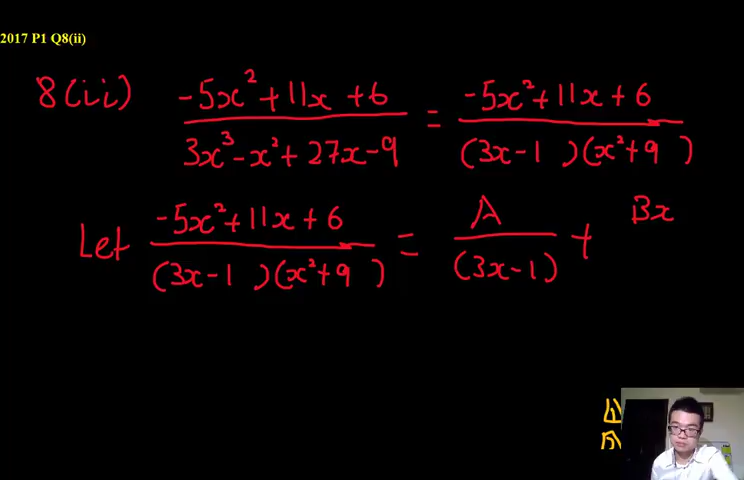 2017 P1 Q8(ii)
8(ii) (-5x²+11x+6)/(3x³-x²+27x-9) = (-5x²+11x+6)/((3x-1)(x²+9))
Let (-5x²+11x+6)/((3x-1)(x²+9)) = A/(3x-1) + Bx